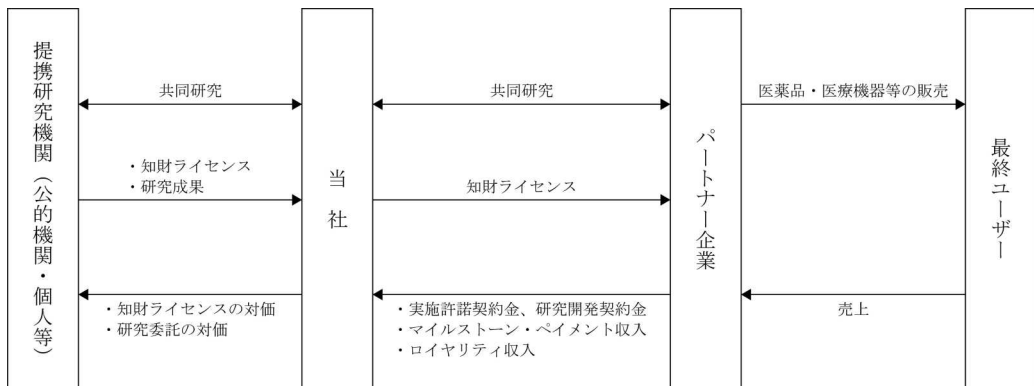 提携研究機関（公的機関・個人等）
共同研究
・知財ライセンス
・研究成果
・知財ライセンスの対価
・研究委託の対価
当社
共同研究
知財ライセンス
・実施許諾契約金、研究開発契約金
・マイルストーン・ペイメント収入
・ロイヤリティ収入
パートナー企業
医薬品・医療機器等の販売
売上
最終ユーザー